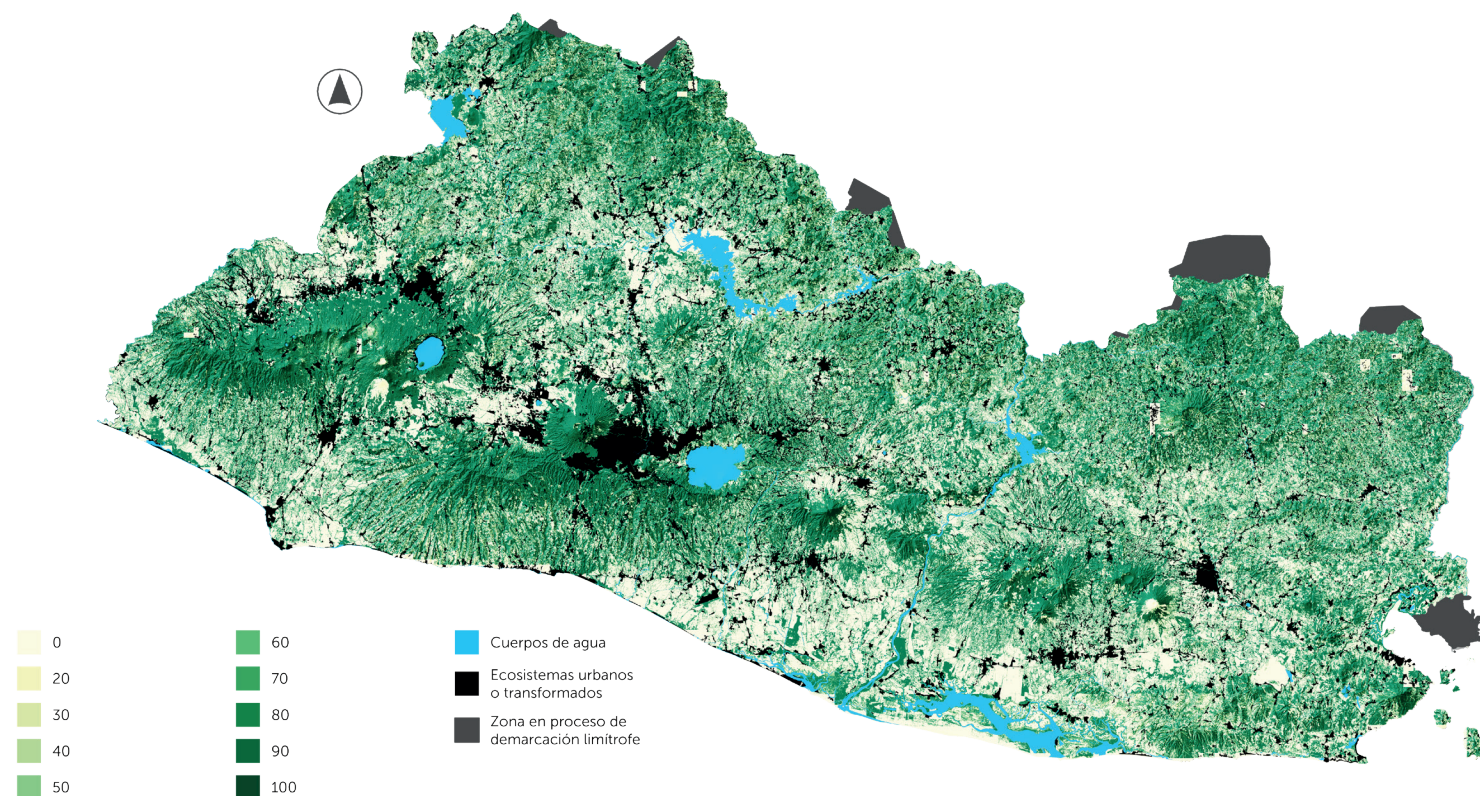 0
20
30
40
50
60
70
80
90
100
Cuerpos de agua
Ecosistemas urbanos
o transformados
Zona en proceso de
demarcación limítrofe